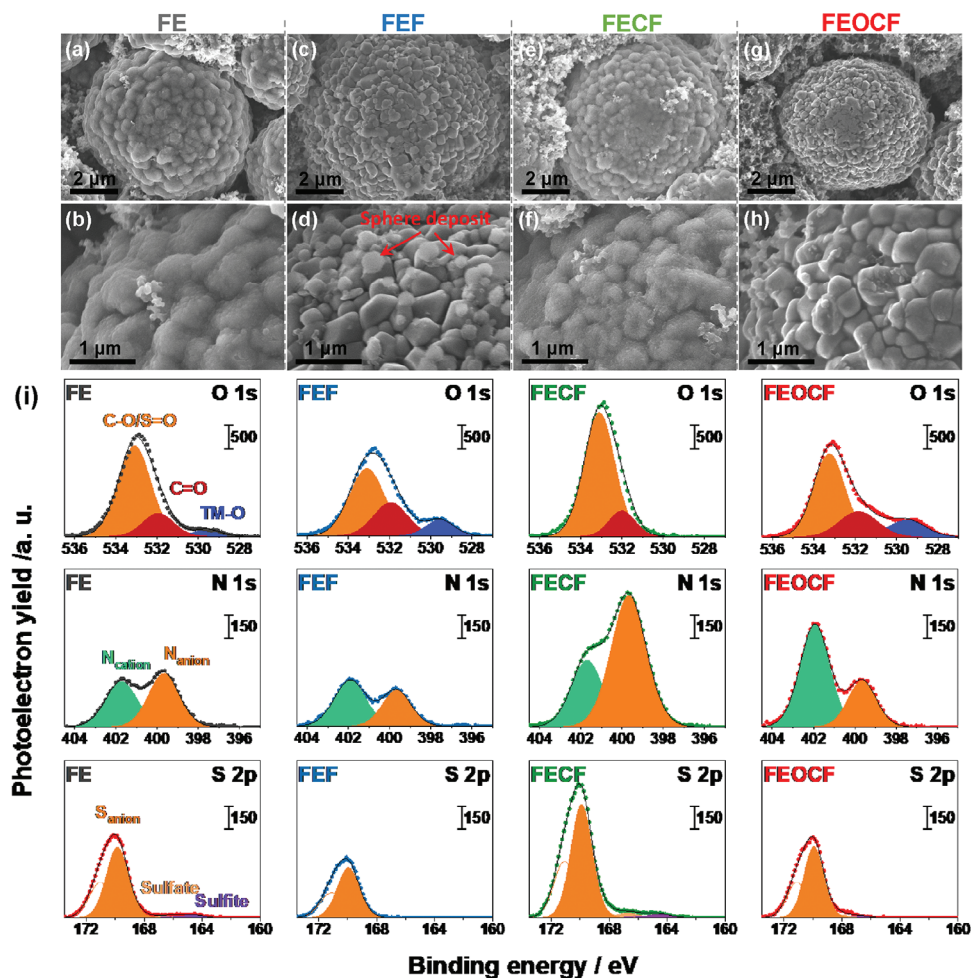 FE FEF FECF FEOCF
(a) (c) (e) (g)
2 μm 2 μm 2 μm 2 μm
(b) (d) (f) (h)
Sphere deposit
1 μm 1 μm 1 μm 1 μm
(i)
FE O 1s FEF O 1s FECF O 1s FEOCF O 1s
C-O/S=O
500 500 500 500
C=O
TM-O
536 534 532 530 528 536 534 532 530 528 536 534 532 530 528 536 534 532 530 528
FE N 1s FEF N 1s FECF N 1s FEOCF N 1s
150 150 150 150
Ncation Nanion
404 402 400 398 396 404 402 400 398 396 404 402 400 398 396 404 402 400 398 396
FE S 2p FEF S 2p FECF S 2p FEOCF S 2p
Sanion
150 150 150 150
Sulfate
Sulfite
172 168 164 160 172 168 164 160 172 168 164 160 172 168 164 160
Photoelectron yield /a. u.
Binding energy / eV